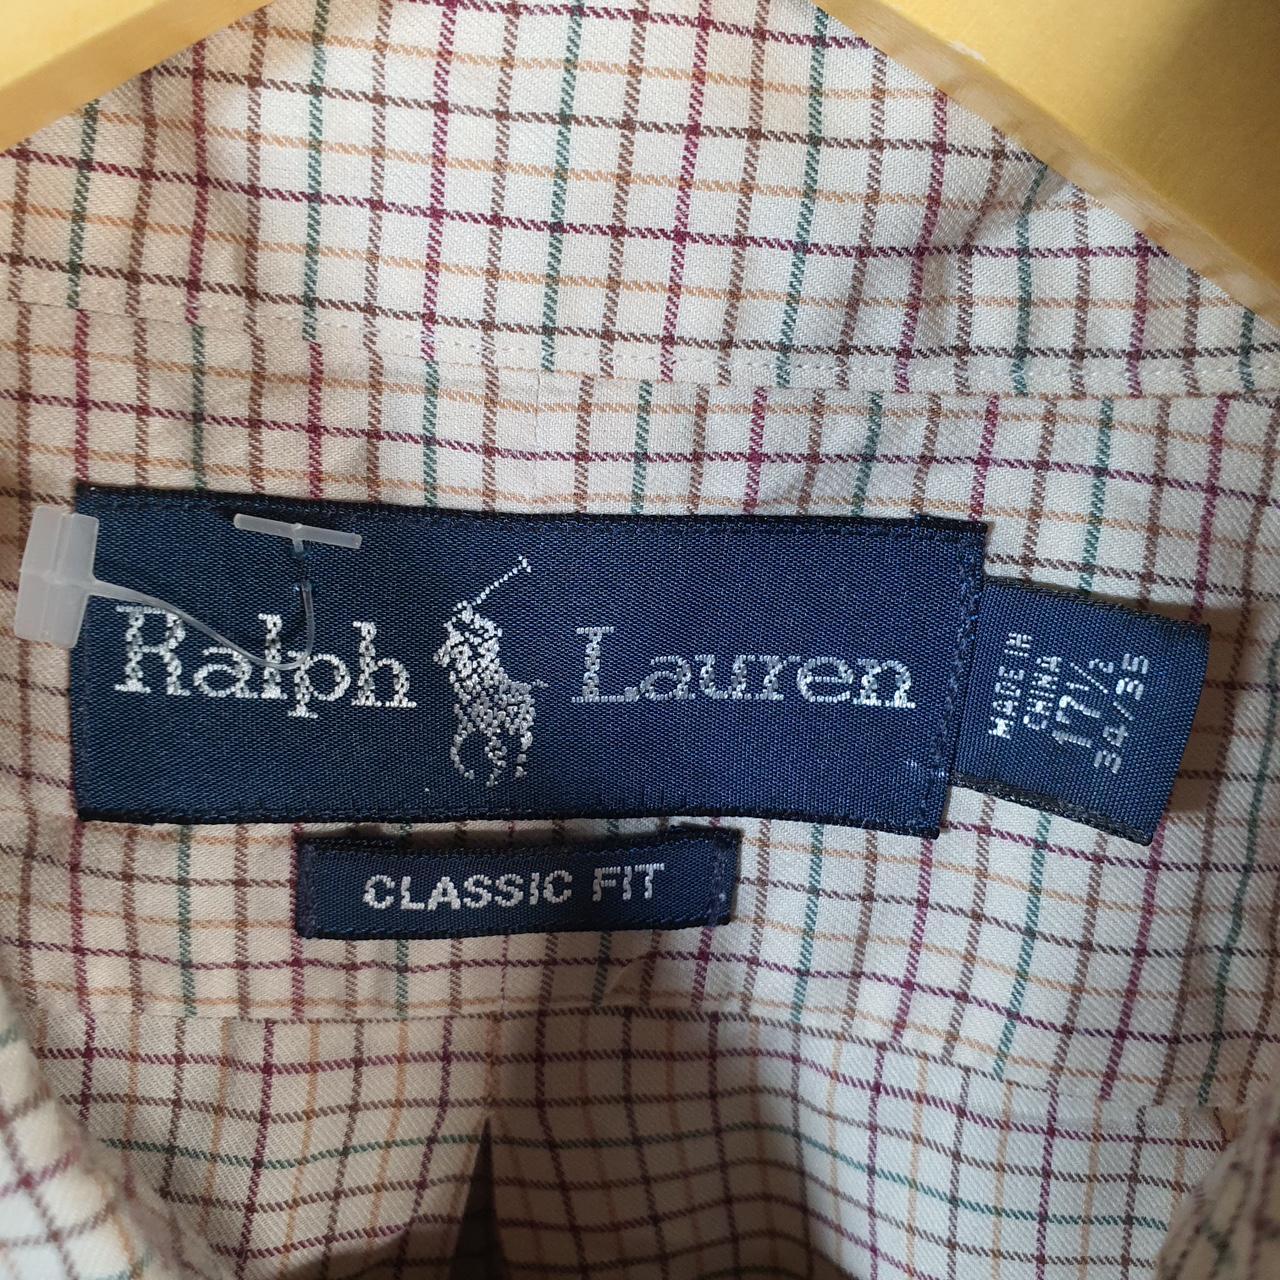 Ralph Lauren
MADE IN
CHINA
17½
34/35
CLASSIC FIT